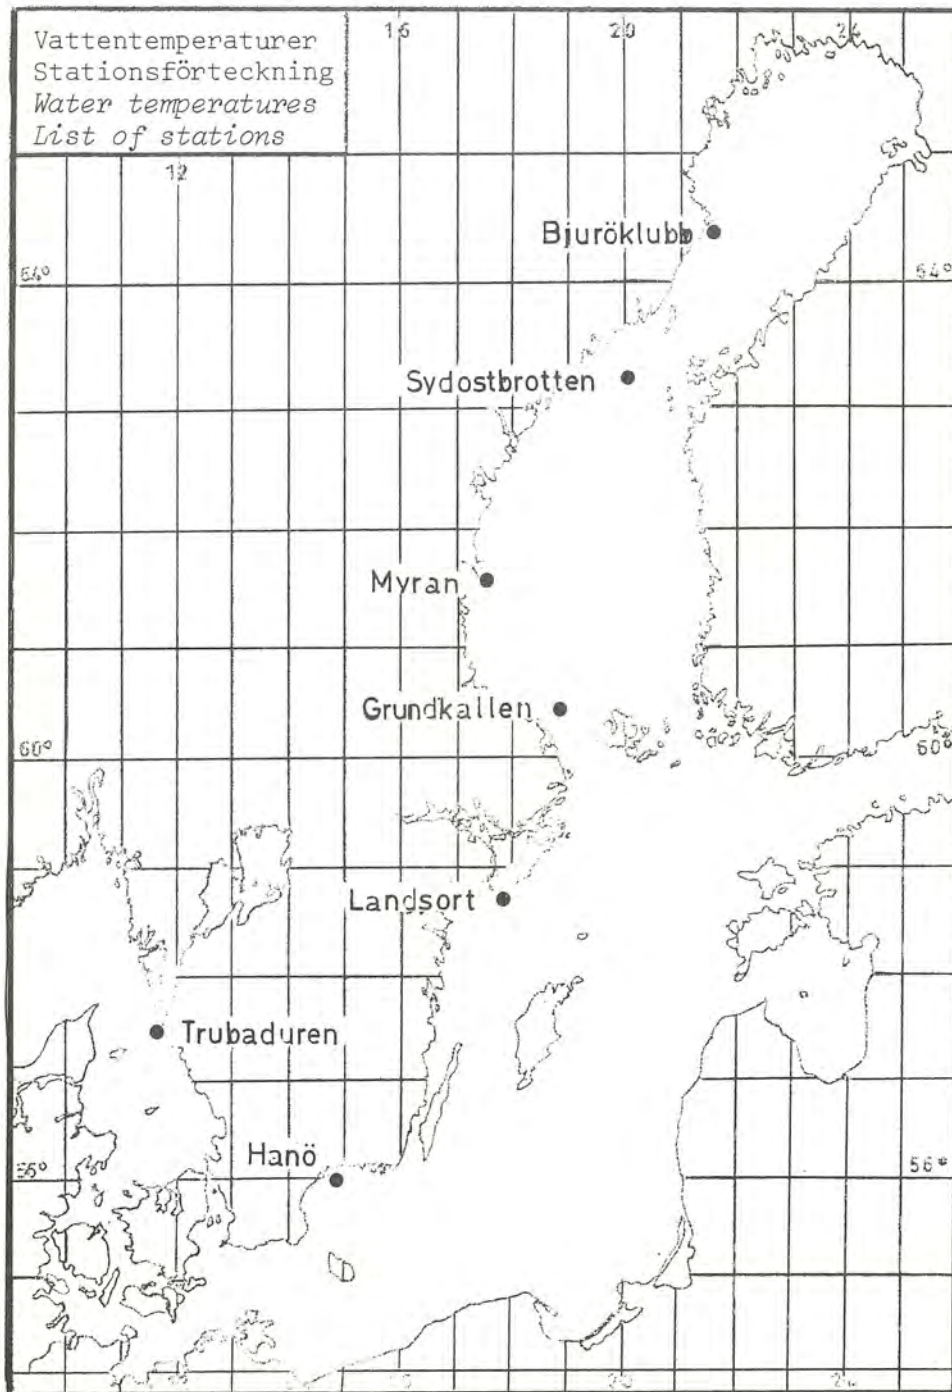 Vattentemperaturer
Stationsförteckning
Water temperatures
List of stations
16
20
12
Bjuröklubb
64°
64°
Sydostbrotten
Myran
Grundkallen
60°
60°
Landsort
Trubaduren
Hanö
56°
56°